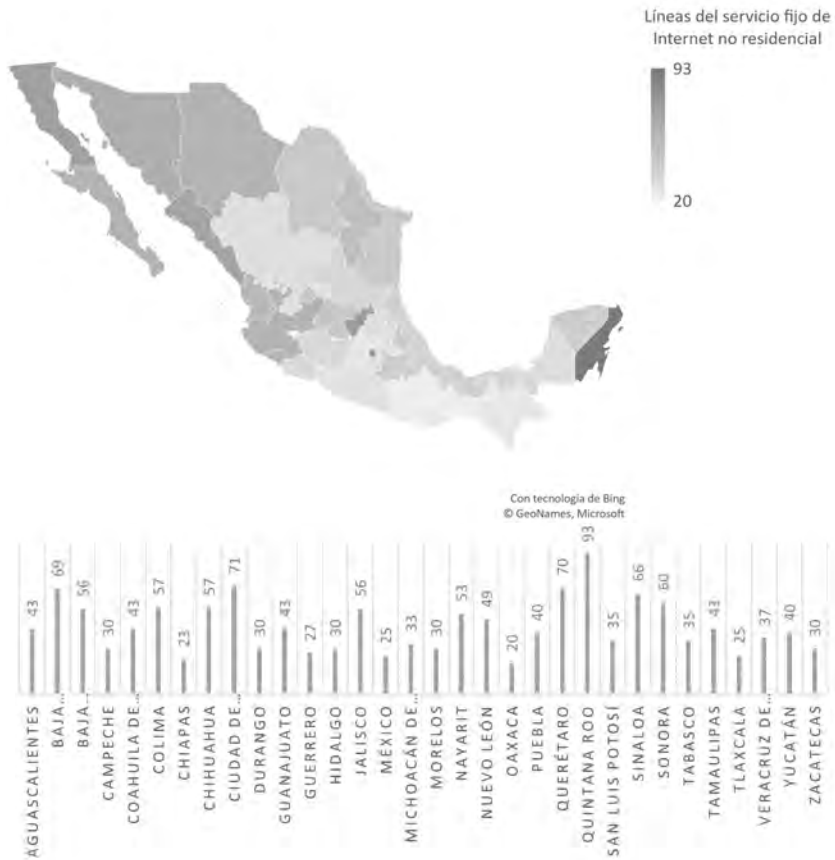 Líneas del servicio fijo de
Internet no residencial
93
20
Con tecnología de Bing
© GeoNames, Microsoft
43
69
56
30
43
57
23
57
71
30
43
27
30
56
25
33
30
53
49
20
40
70
93
35
66
60
35
43
25
37
40
30
AGUASCALIENTES
BAJA...
BAJA...
CAMPECHE
COAHUILA DE...
COLIMA
CHIAPAS
CHIHUAHUA
CIUDAD DE...
DURANGO
GUANAJUATO
GUERRERO
HIDALGO
JALISCO
MÉXICO
MICHOACÁN DE...
MORELOS
NAYARIT
NUEVO LEÓN
OAXACA
PUEBLA
QUERÉTARO
QUINTANA ROO
SAN LUIS POTOSÍ
SINALOA
SONORA
TABASCO
TAMAULIPAS
TLAXCALA
VERACRUZ DE...
YUCATÁN
ZACATECAS